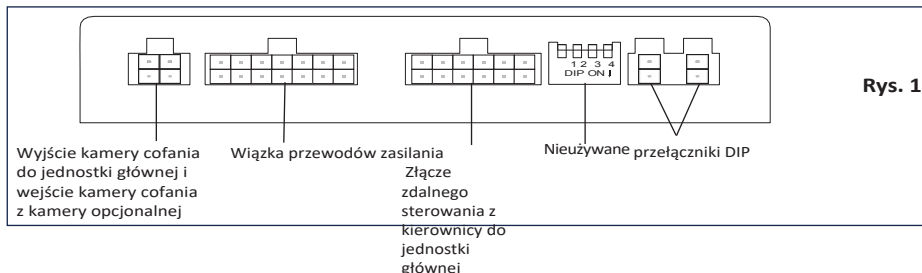 1 2 3 4
DIP ON
Rys. 1
Wyjście kamery cofania
do jednostki głównej i
wejście kamery cofania
z kamery opcjonalnej
Wiązka przewodów zasilania
Złącze
zdalnego
sterowania z
kierownicy do
jednostki
głównej
Nieużywane przełączniki DIP